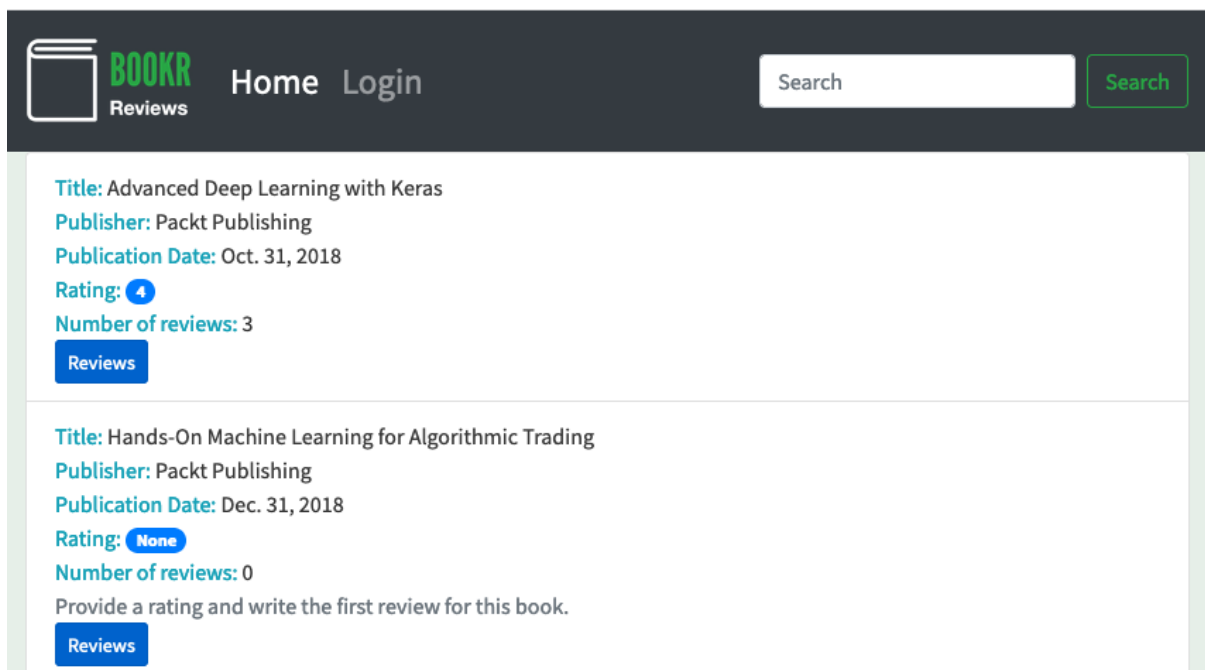 BOOKR
Reviews
Home Login
Search
Search
Title: Advanced Deep Learning with Keras
Publisher: Packt Publishing
Publication Date: Oct. 31, 2018
Rating: 4
Number of reviews: 3
Reviews
Title: Hands-On Machine Learning for Algorithmic Trading
Publisher: Packt Publishing
Publication Date: Dec. 31, 2018
Rating: None
Number of reviews: 0
Provide a rating and write the first review for this book.
Reviews